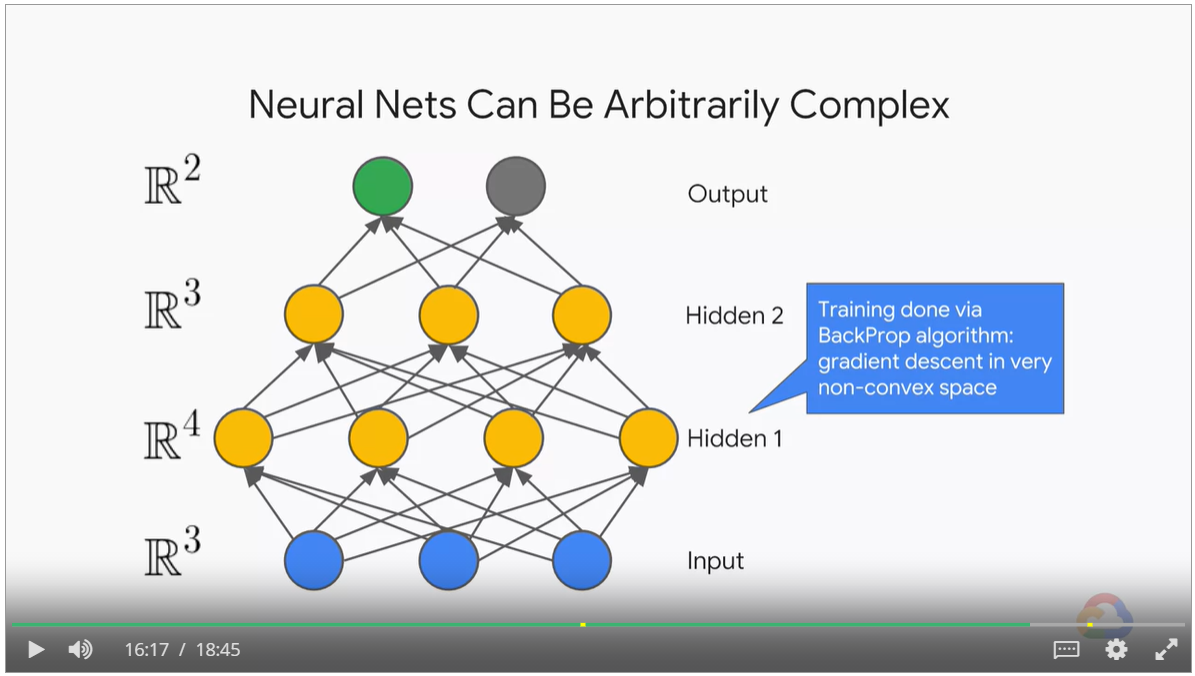 Neural Nets Can Be Arbitrarily Complex
ℝ²
Output
ℝ³
Hidden 2
Training done via
BackProp algorithm:
gradient descent in very
non-convex space
ℝ⁴
Hidden 1
ℝ³
Input
16:17 / 18:45